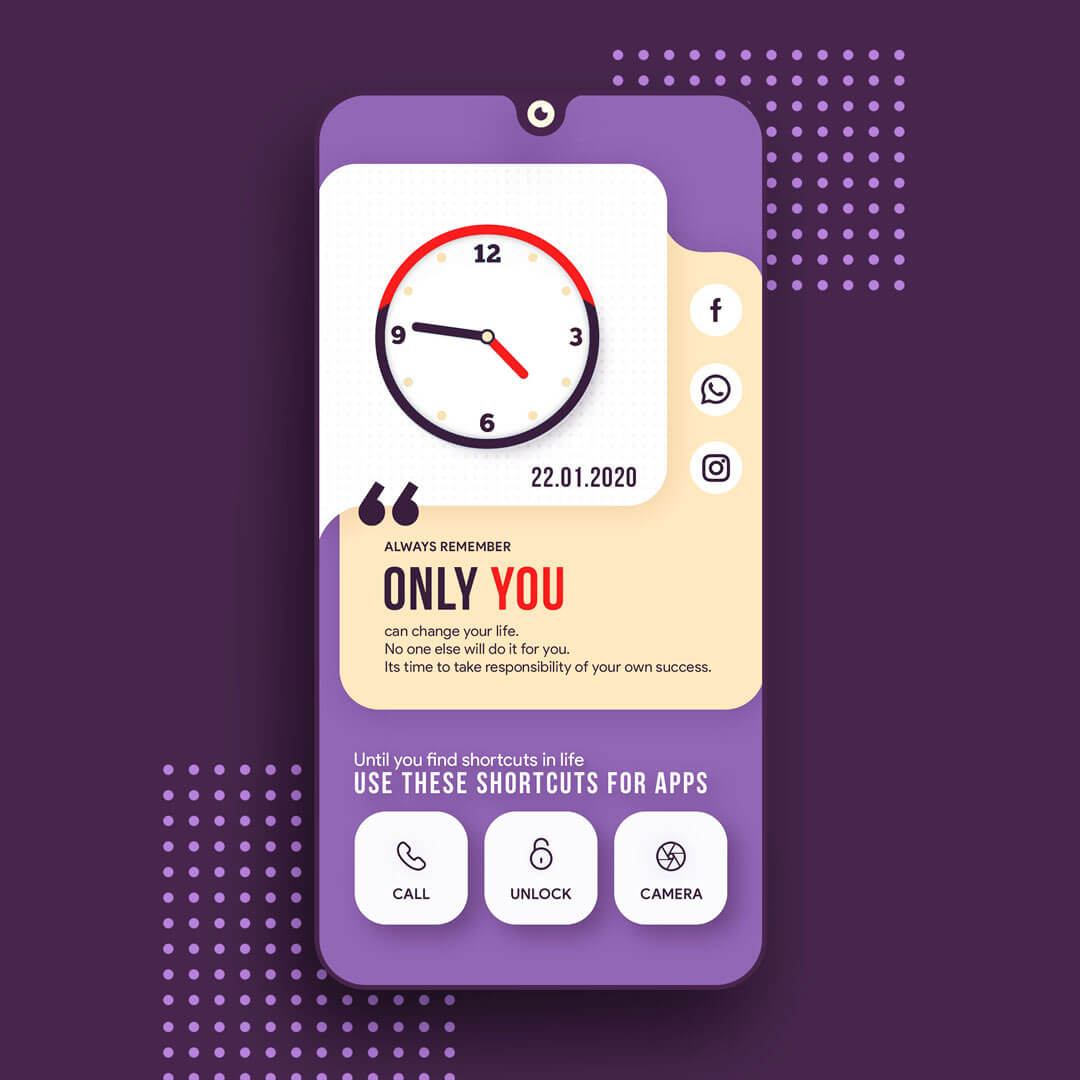 12
9
3
6
22.01.2020
ALWAYS REMEMBER
ONLY YOU
can change your life.
No one else will do it for you.
Its time to take responsibility of your own success.
Until you find shortcuts in life
USE THESE SHORTCUTS FOR APPS
CALL
UNLOCK
CAMERA